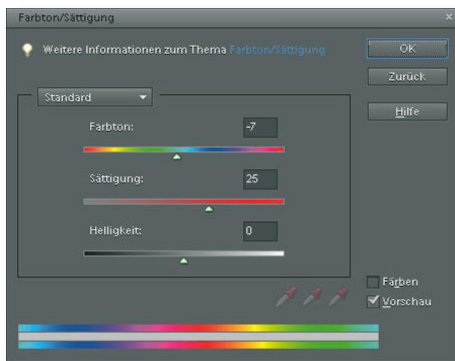 Farbton/Sättigung
Weitere Informationen zum Thema Farbton/Sättigung
OK
Zurück
Hilfe
Standard
Farbton: -7
Sättigung: 25
Helligkeit: 0
Färben
Vorschau